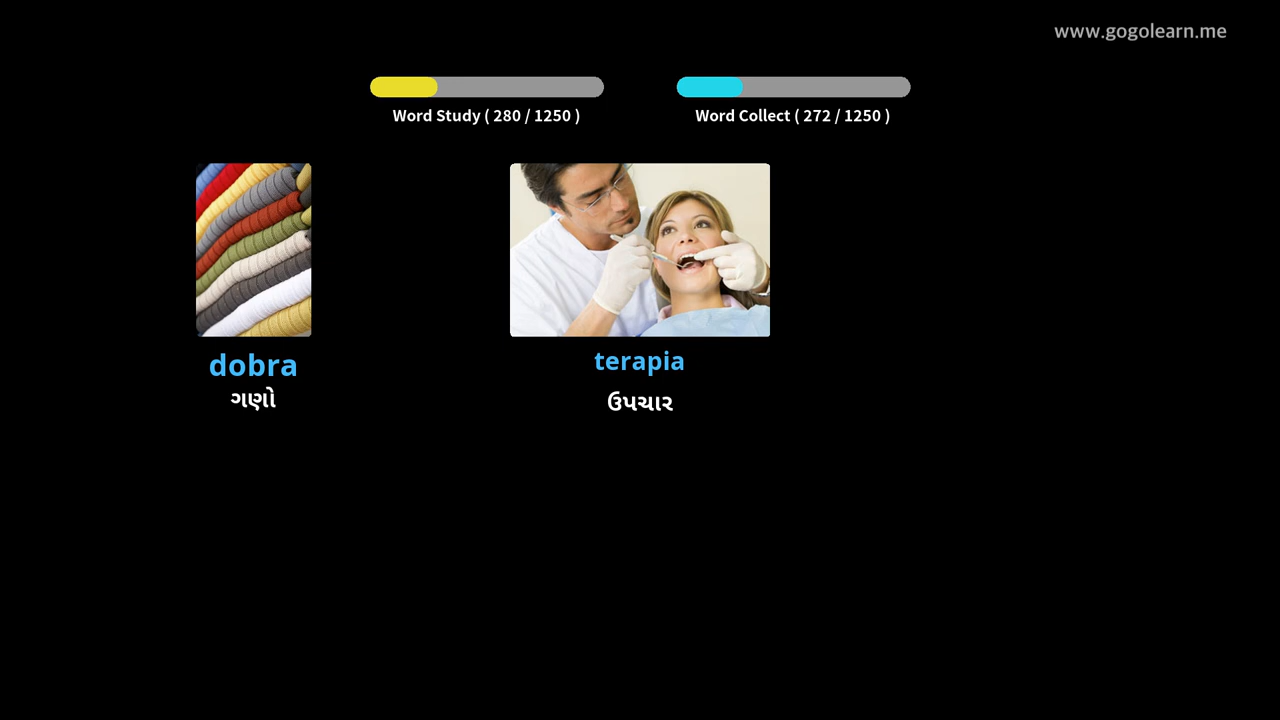 www.gogolearn.me
Word Study ( 280 / 1250 )
Word Collect ( 272 / 1250 )
dobra
ગણો
terapia
ઉપચાર